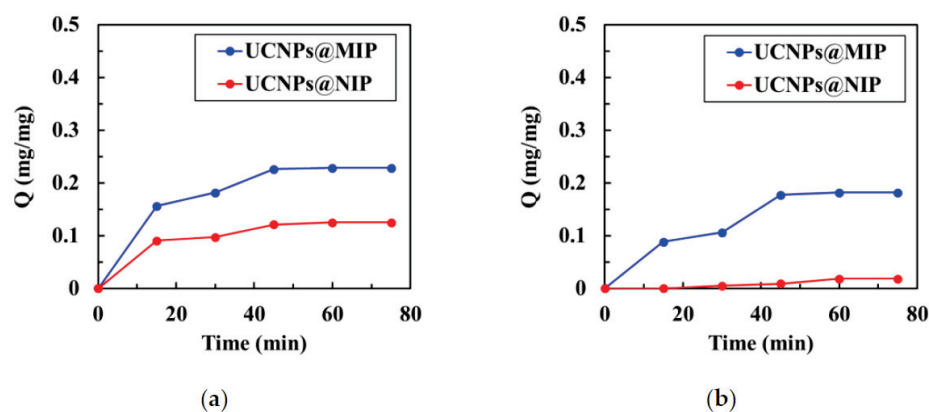 0.5
0.4
0.3
0.2
0.1
0
Q (mg/mg)
UCNPs@MIP
UCNPs@NIP
0 20 40 60 80
Time (min)
(a)
0.5
0.4
0.3
0.2
0.1
0
Q (mg/mg)
UCNPs@MIP
UCNPs@NIP
0 20 40 60 80
Time (min)
(b)